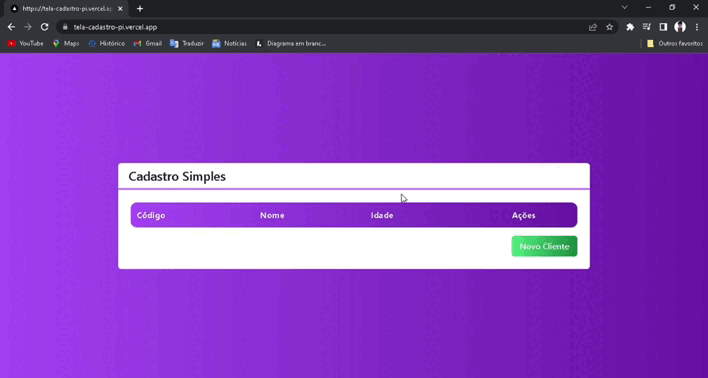 https://tela-cadastro-pi.vercel.ap
tela-cadastro-pi.vercel.app
YouTube Maps Histórico Gmail Traduzir Notícias Diagrama em branc... Outros favoritos
Cadastro Simples
Código Nome Idade Ações
Novo Cliente